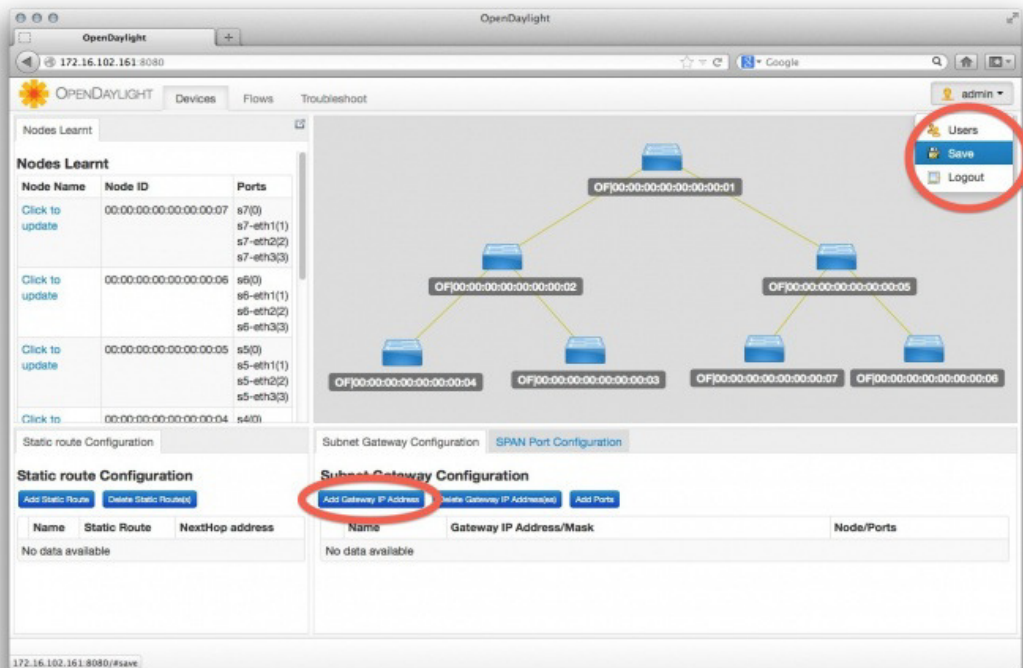 OpenDaylight
OpenDaylight
172.16.102.161:8080
Google
OPENDAYLIGHT
Devices
Flows
Troubleshoot
admin
Users
Save
Logout
Nodes Learnt
Nodes Learnt
Node Name Node ID Ports
Click to update 00:00:00:00:00:00:00:07 s7(0)
s7-eth1(1)
s7-eth2(2)
s7-eth3(3)
Click to update 00:00:00:00:00:00:00:06 s6(0)
s6-eth1(1)
s6-eth2(2)
s6-eth3(3)
Click to update 00:00:00:00:00:00:00:05 s5(0)
s5-eth1(1)
s5-eth2(2)
s5-eth3(3)
Click to 00:00:00:00:00:00:00:04 s4(0)
OF|00:00:00:00:00:00:00:01
OF|00:00:00:00:00:00:00:02
OF|00:00:00:00:00:00:00:05
OF|00:00:00:00:00:00:00:04
OF|00:00:00:00:00:00:00:03
OF|00:00:00:00:00:00:00:07
OF|00:00:00:00:00:00:00:06
Static route Configuration
Static route Configuration
Add Static Route Delete Static Route(s)
Name Static Route NextHop address
No data available
Subnet Gateway Configuration SPAN Port Configuration
Subnet Gateway Configuration
Add Gateway IP Address Delete Gateway IP Address(es) Add Ports
Name Gateway IP Address/Mask Node/Ports
No data available
172.16.102.161:8080/#save